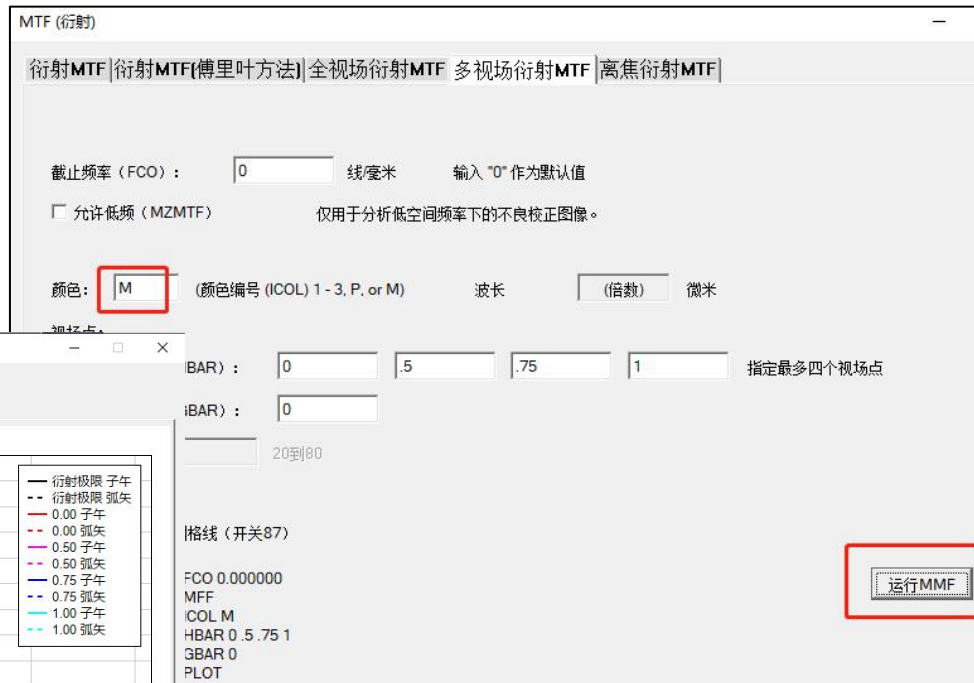 MTF (衍射)
衍射MTF 衍射MTF(傅里叶方法) 全视场衍射MTF 多视场衍射MTF 离焦衍射MTF
截止频率（FCO）： 0 线/毫米 输入 "0" 作为默认值
允许低频（MZMTF） 仅用于分析低空间频率下的不良校正图像。
颜色： M (颜色编号 (ICOL) 1 - 3, P, or M) 波长 (倍数) 微米
BAR）： 0 .5 .75 1 指定最多四个视场点
BAR）： 0
20到80
格线（开关87）
运行MMF
FCO 0.000000
MFF
ICOL M
HBAR 0 .5 .75 1
GBAR 0
PLOT
衍射极限 子午
衍射极限 弧矢
0.00 子午
0.00 弧矢
0.50 子午
0.50 弧矢
0.75 子午
0.75 弧矢
1.00 子午
1.00 弧矢